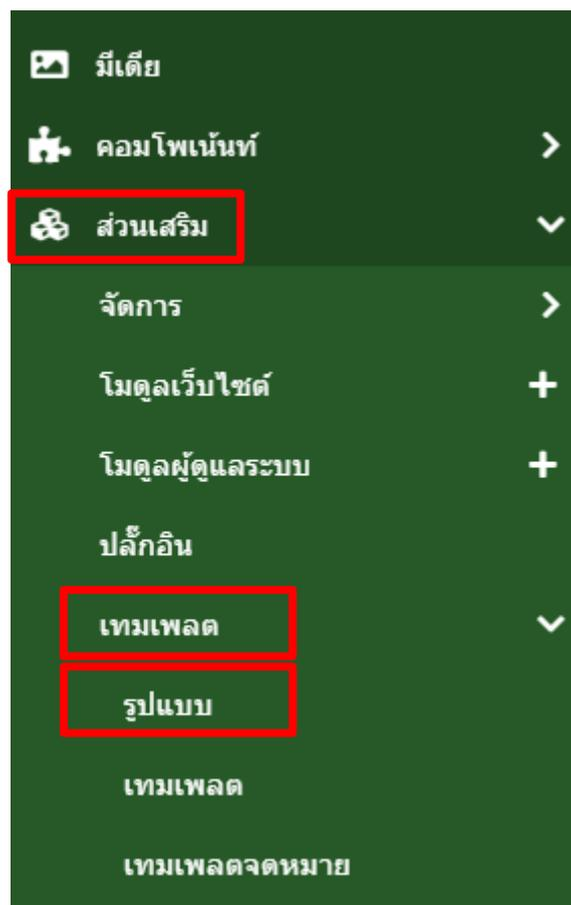 มีเดีย
คอมโพเน้นท์
ส่วนเสริม
จัดการ
โมดูลเว็บไซต์
โมดูลผู้ดูแลระบบ
ปลั๊กอิน
เทมเพลต
รูปแบบ
เทมเพลต
เทมเพลตจดหมาย